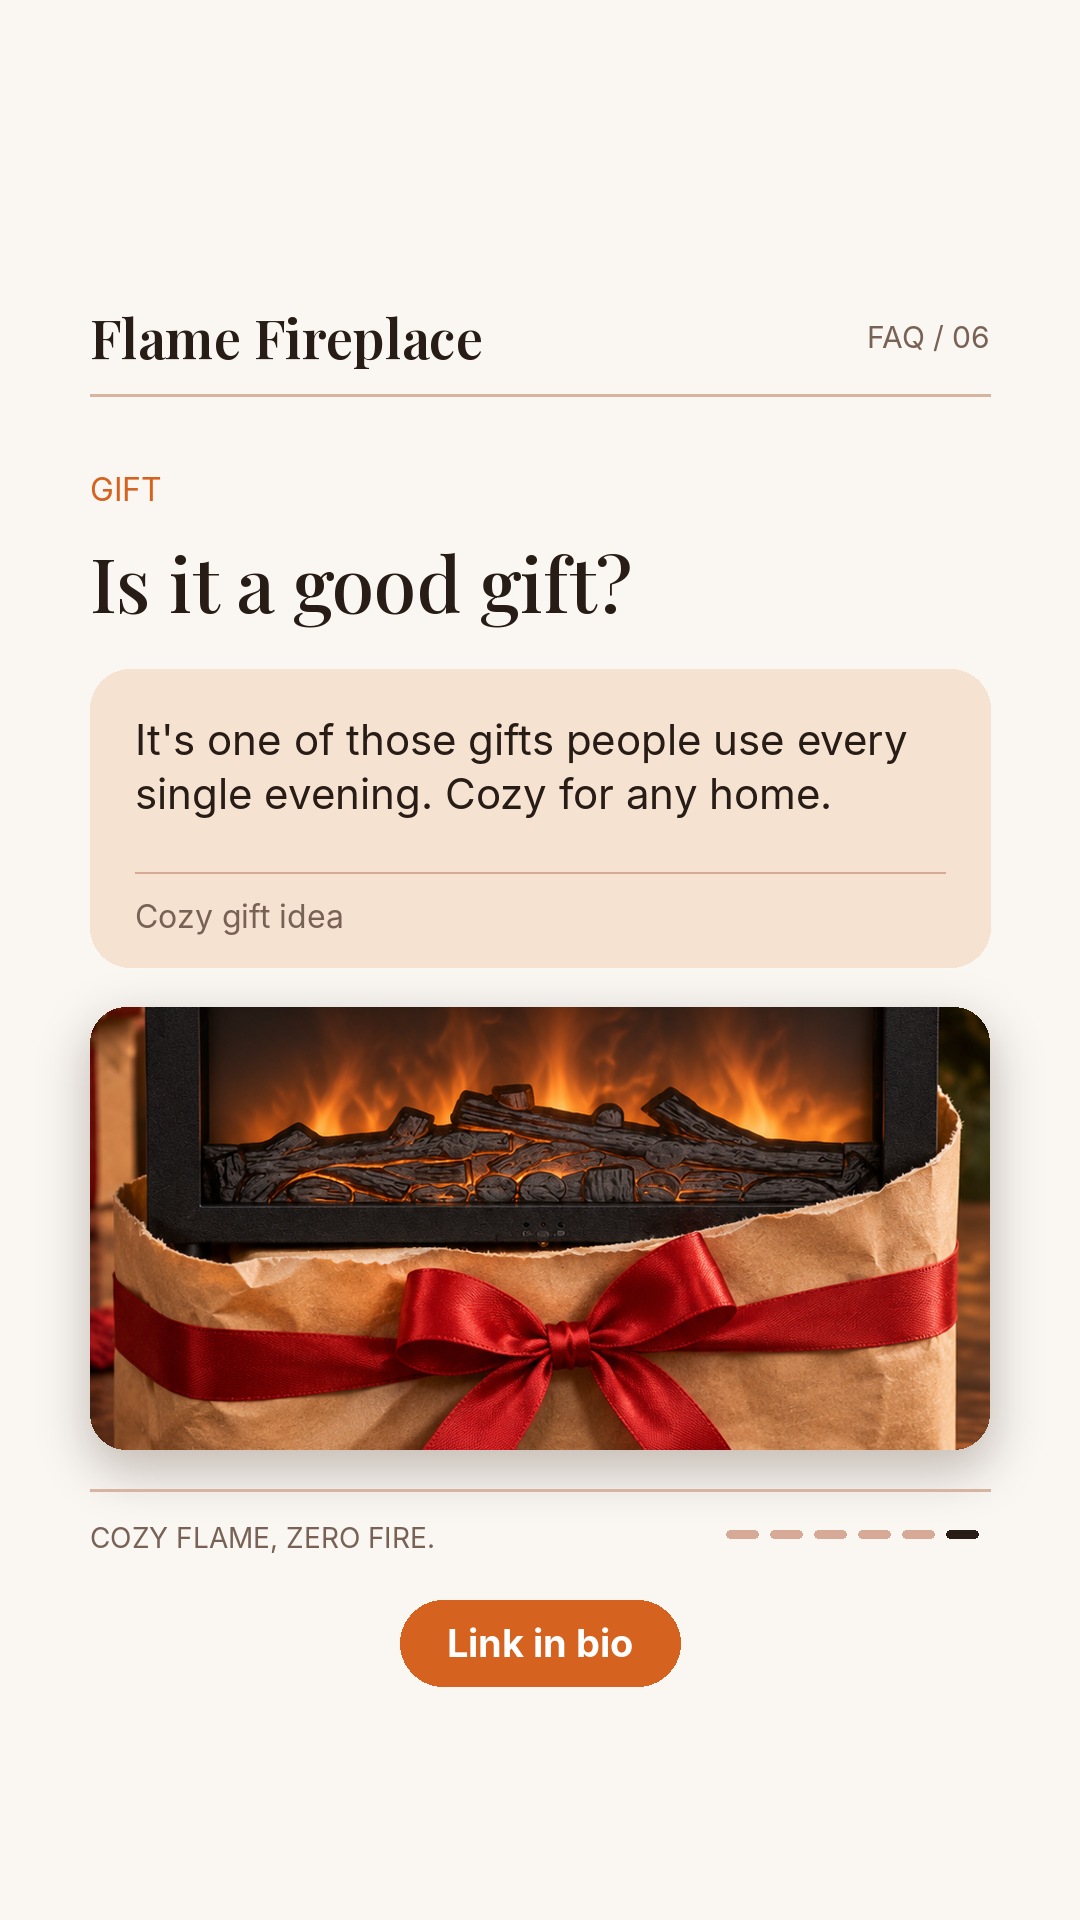 Flame Fireplace
FAQ / 06
GIFT
Is it a good gift?
It's one of those gifts people use every
single evening. Cozy for any home.
Cozy gift idea
COZY FLAME, ZERO FIRE.
Link in bio